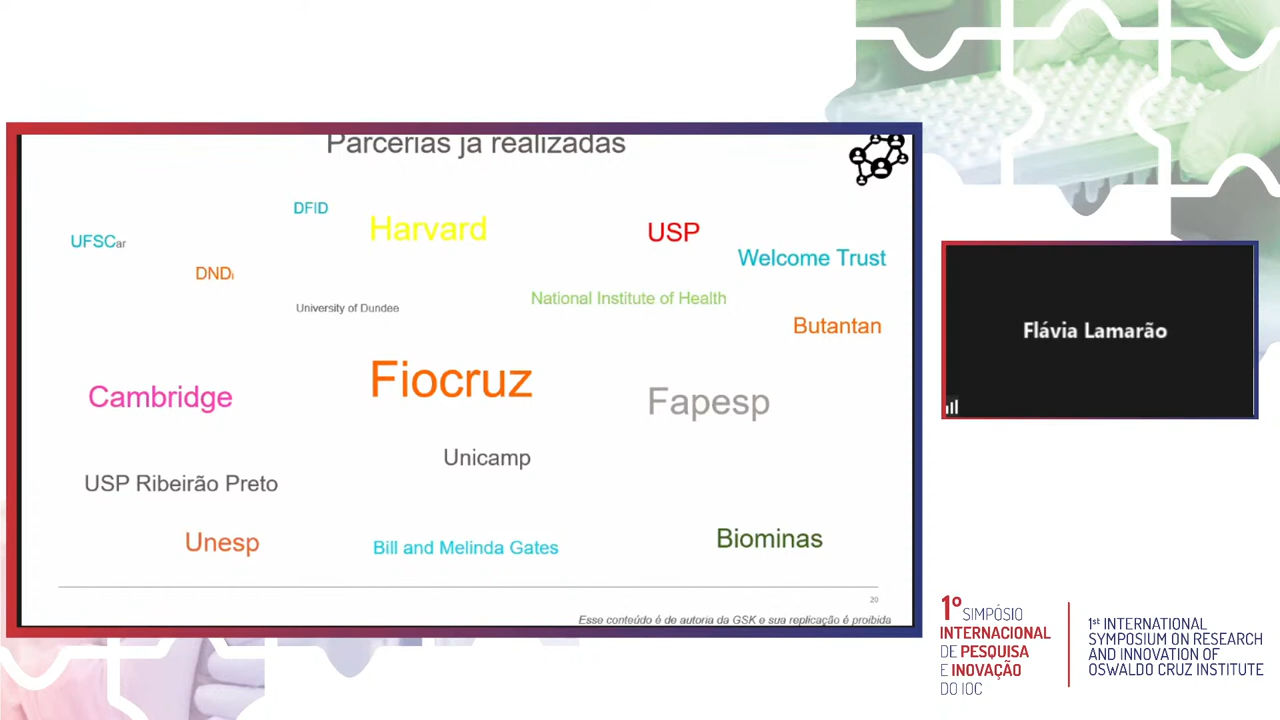 Parcerias já realizadas
DFID
Harvard
USP
UFSCar
Welcome Trust
DNDi
National Institute of Health
University of Dundee
Butantan
Fiocruz
Cambridge
Fapesp
Unicamp
USP Ribeirão Preto
Unesp
Bill and Melinda Gates
Biominas
20
Esse conteúdo é de autoria da GSK e sua replicação é proibida
Flávia Lamarão
1º SIMPÓSIO
INTERNACIONAL
DE PESQUISA
E INOVAÇÃO
DO IOC
1st INTERNATIONAL
SYMPOSIUM ON RESEARCH
AND INNOVATION OF
OSWALDO CRUZ INSTITUTE